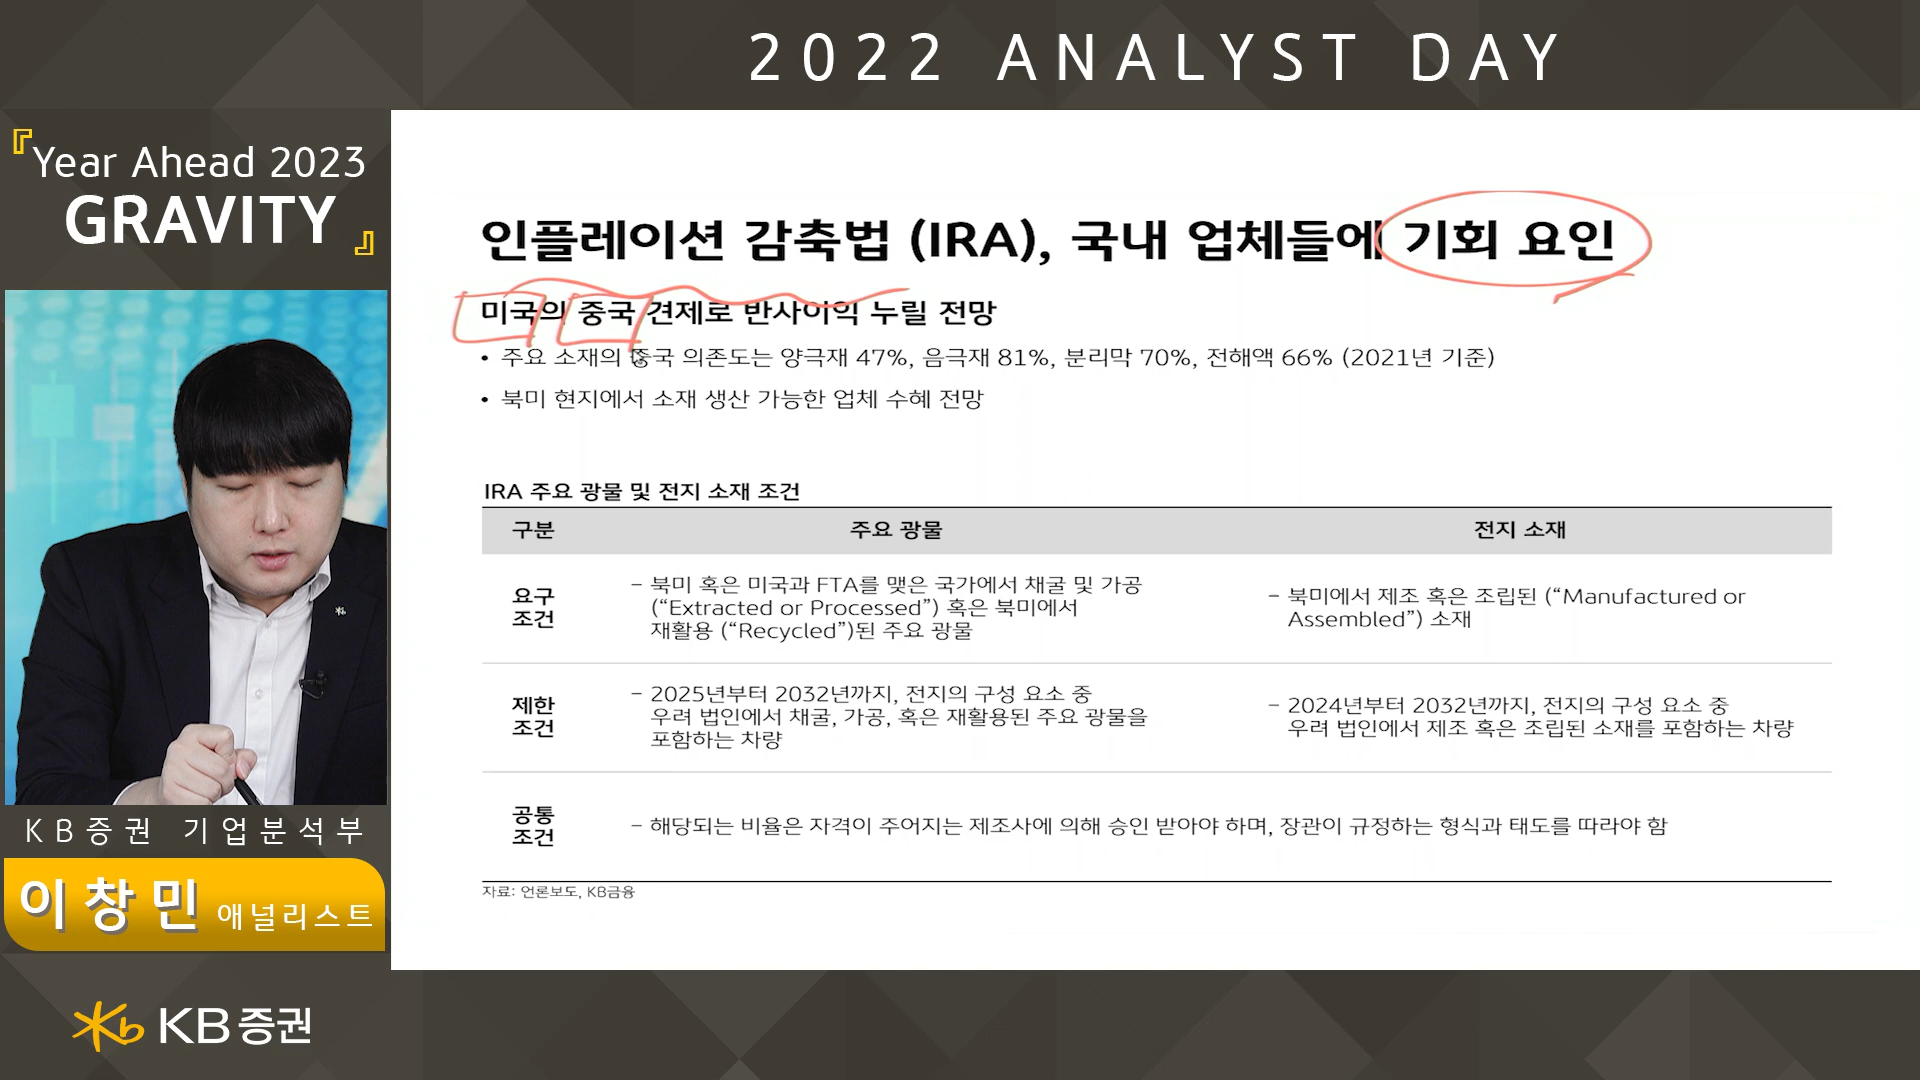 2022 ANALYST DAY
『Year Ahead 2023
GRAVITY』
인플레이션 감축법 (IRA), 국내 업체들에 기회 요인
미국의 중국 견제로 반사이익 누릴 전망
• 주요 소재의 중국 의존도는 양극재 47%, 음극재 81%, 분리막 70%, 전해액 66% (2021년 기준)
• 북미 현지에서 소재 생산 가능한 업체 수혜 전망
IRA 주요 광물 및 전지 소재 조건
구분 주요 광물 전지 소재
요구
조건
– 북미 혹은 미국과 FTA를 맺은 국가에서 채굴 및 가공
(“Extracted or Processed”) 혹은 북미에서
재활용 (“Recycled”)된 주요 광물
– 북미에서 제조 혹은 조립된 (“Manufactured or
Assembled”) 소재
제한
조건
– 2025년부터 2032년까지, 전지의 구성 요소 중
우려 법인에서 채굴, 가공, 혹은 재활용된 주요 광물을
포함하는 차량
– 2024년부터 2032년까지, 전지의 구성 요소 중
우려 법인에서 제조 혹은 조립된 소재를 포함하는 차량
공통
조건
– 해당되는 비율은 자격이 주어지는 제조사에 의해 승인 받아야 하며, 장관이 규정하는 형식과 태도를 따라야 함
자료: 언론보도, KB금융
KB증권 기업분석부
이창민 애널리스트
KB증권